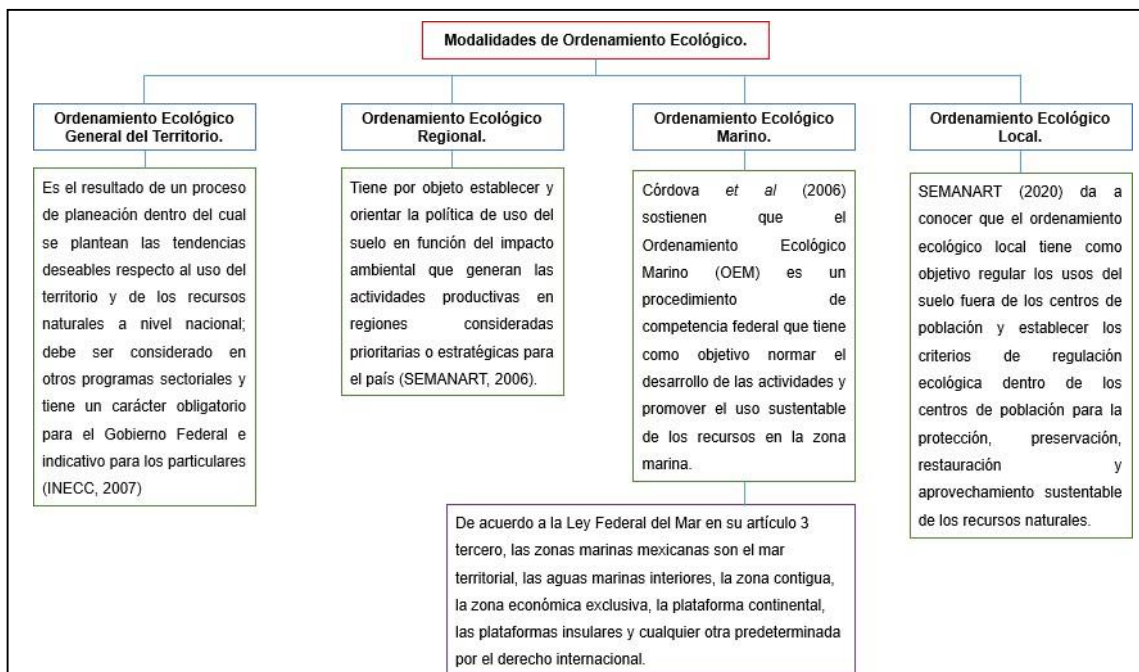 Modalidades de Ordenamiento Ecológico.
Ordenamiento Ecológico
General del Territorio.
Es el resultado de un proceso
de planeación dentro del cual
se plantean las tendencias
deseables respecto al uso del
territorio y de los recursos
naturales a nivel nacional;
debe ser considerado en
otros programas sectoriales y
tiene un carácter obligatorio
para el Gobierno Federal e
indicativo para los particulares
(INECC, 2007)
Ordenamiento Ecológico
Regional.
Tiene por objeto establecer y
orientar la política de uso del
suelo en función del impacto
ambiental que generan las
actividades productivas en
regiones consideradas
prioritarias o estratégicas para
el país (SEMANART, 2006).
Ordenamiento Ecológico
Marino.
Córdova et al (2006)
sostienen que el
Ordenamiento Ecológico
Marino (OEM) es un
procedimiento de
competencia federal que tiene
como objetivo normar el
desarrollo de las actividades y
promover el uso sustentable
de los recursos en la zona
marina.
De acuerdo a la Ley Federal del Mar en su artículo 3
tercero, las zonas marinas mexicanas son el mar
territorial, las aguas marinas interiores, la zona contigua,
la zona económica exclusiva, la plataforma continental,
las plataformas insulares y cualquier otra predeterminada
por el derecho internacional.
Ordenamiento Ecológico
Local.
SEMANART (2020) da a
conocer que el ordenamiento
ecológico local tiene como
objetivo regular los usos del
suelo fuera de los centros de
población y establecer los
criterios de regulación
ecológica dentro de los
centros de población para la
protección, preservación,
restauración y
aprovechamiento sustentable
de los recursos naturales.